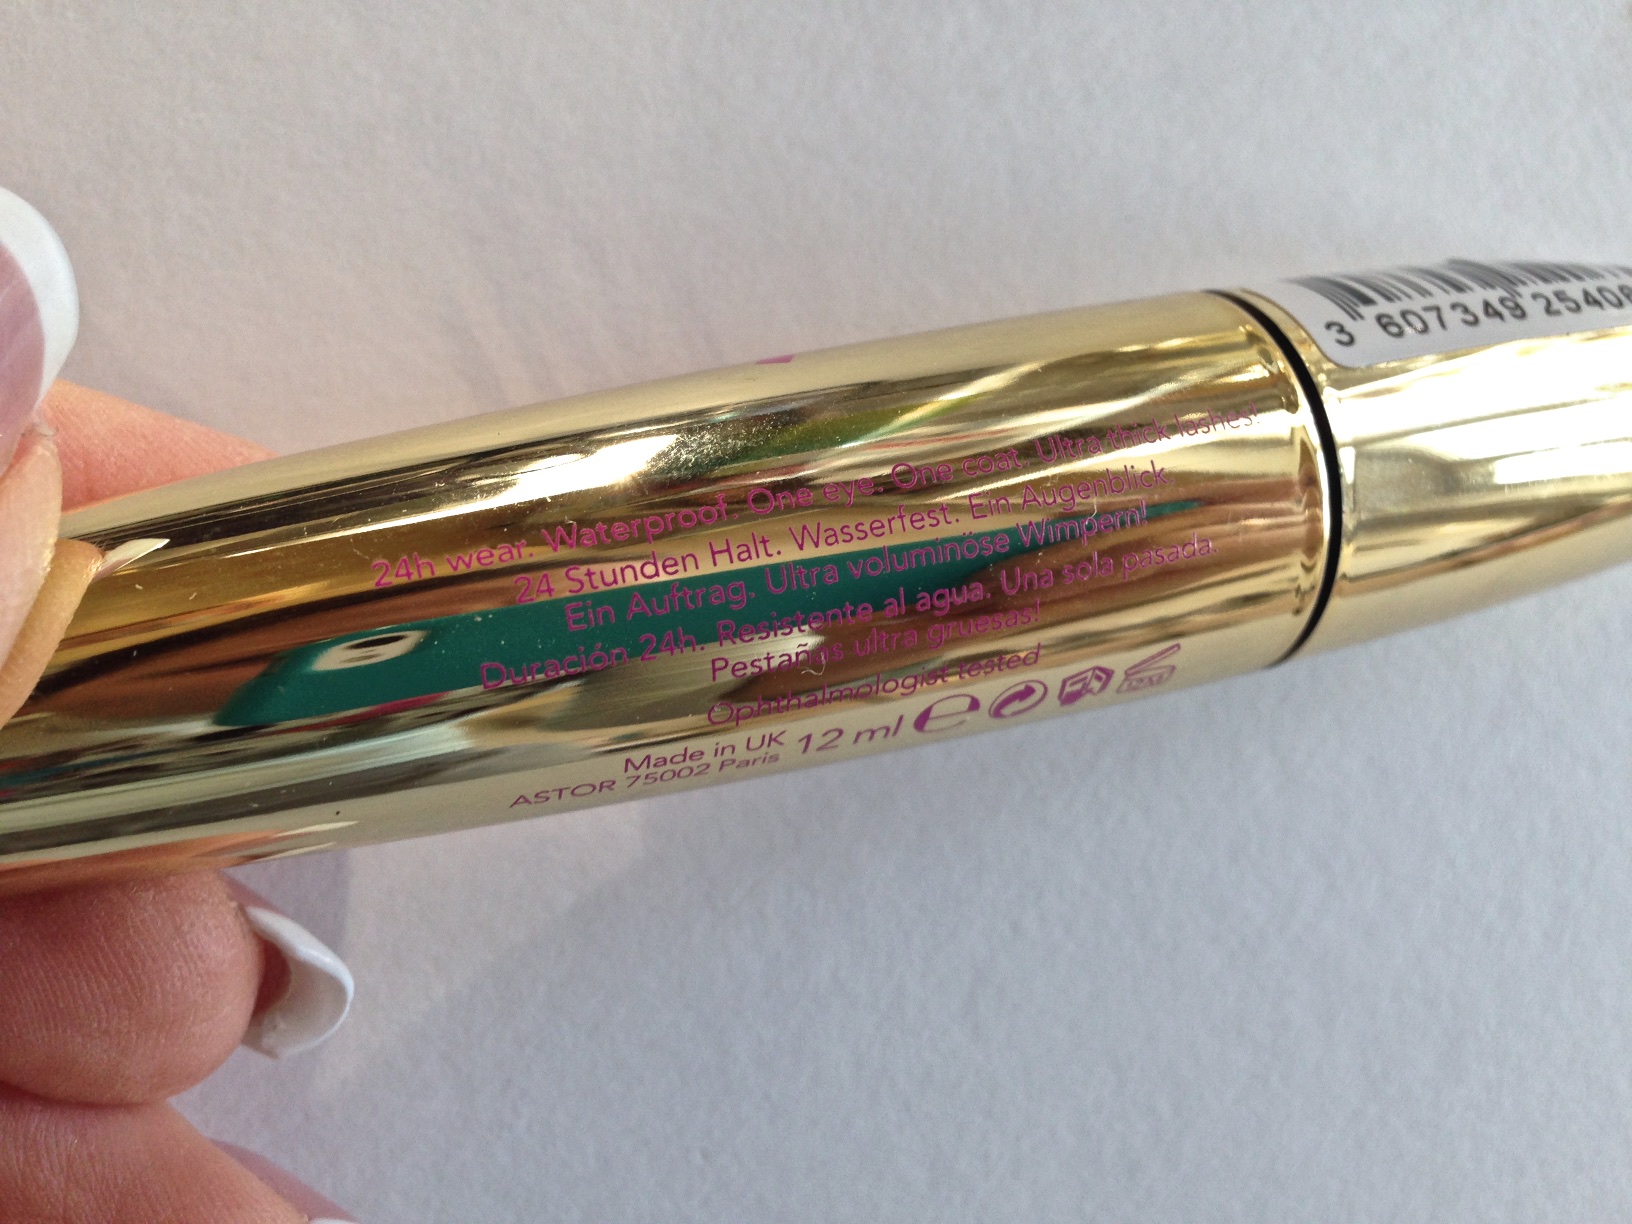 3 607349 25406
24h wear. Waterproof. One eye. One coat. Ultra thick lashes!
24 Stunden Halt. Wasserfest. Ein Augenblick
Ein Auftrag. Ultra voluminöse Wimpern!
Duración 24h. Resistente al agua. Una sola pasada.
Pestañas ultra gruesas!
Ophthalmologist tested
Made in UK 12 ml e
ASTOR 75002 Paris